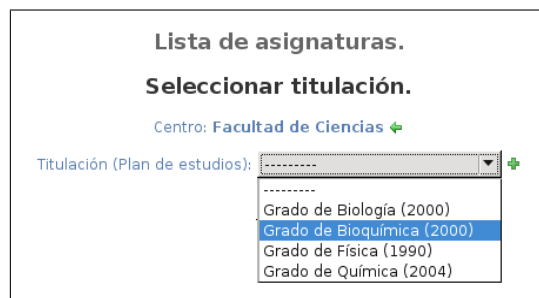 Lista de asignaturas.
Seleccionar titulación.
Centro: Facultad de Ciencias
Titulación (Plan de estudios): ---------
---------
Grado de Biología (2000)
Grado de Bioquímica (2000)
Grado de Física (1990)
Grado de Química (2004)